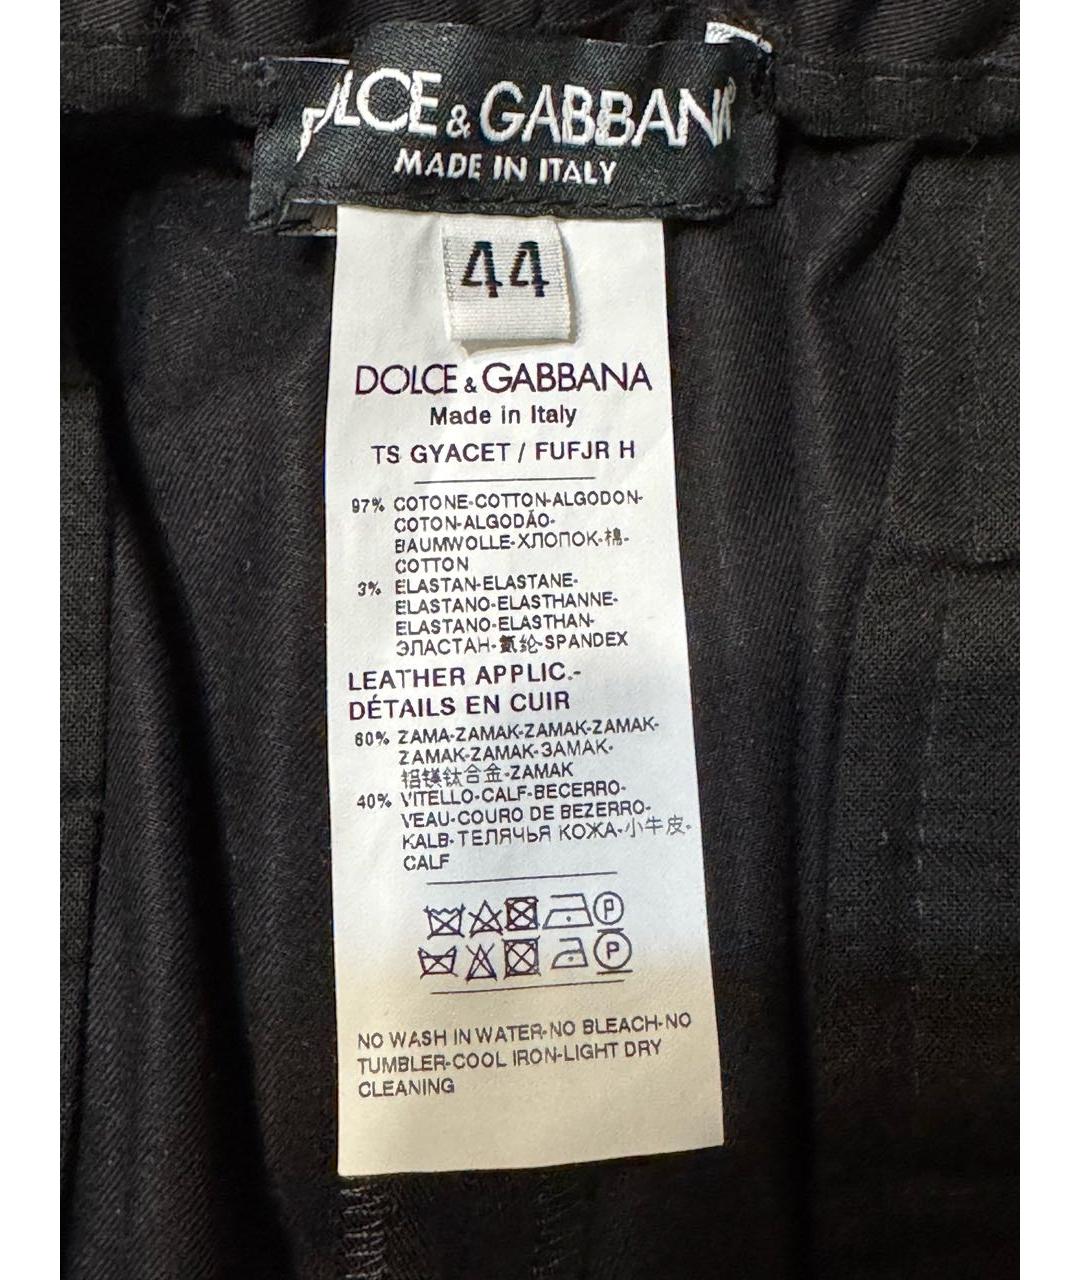 DOLCE & GABBANA
MADE IN ITALY
44
DOLCE & GABBANA
Made in Italy
TS GYACET / FUFJR H
97% COTONE-COTTON-ALGODON-
COTON-ALGODÃO-
BAUMWOLLE-ХЛОПОК-棉-
COTTON
3% ELASTAN-ELASTANE-
ELASTANO-ELASTHANNE-
ELASTANO-ELASTHAN-
ЭЛАСТАН-氨纶-SPANDEX
LEATHER APPLIC.-
DÉTAILS EN CUIR
60% ZAMA-ZAMAK-ZAMAK-ZAMAK-
ZAMAK-ZAMAK-ЗАМАК-
铝镁钛合金-ZAMAK
40% VITELLO-CALF-BECERRO-
VEAU-COURO DE BEZERRO-
KALB-ТЕЛЯЧЬЯ КОЖА-小牛皮-
CALF
P
P
NO WASH IN WATER-NO BLEACH-NO
TUMBLER-COOL IRON-LIGHT DRY
CLEANING